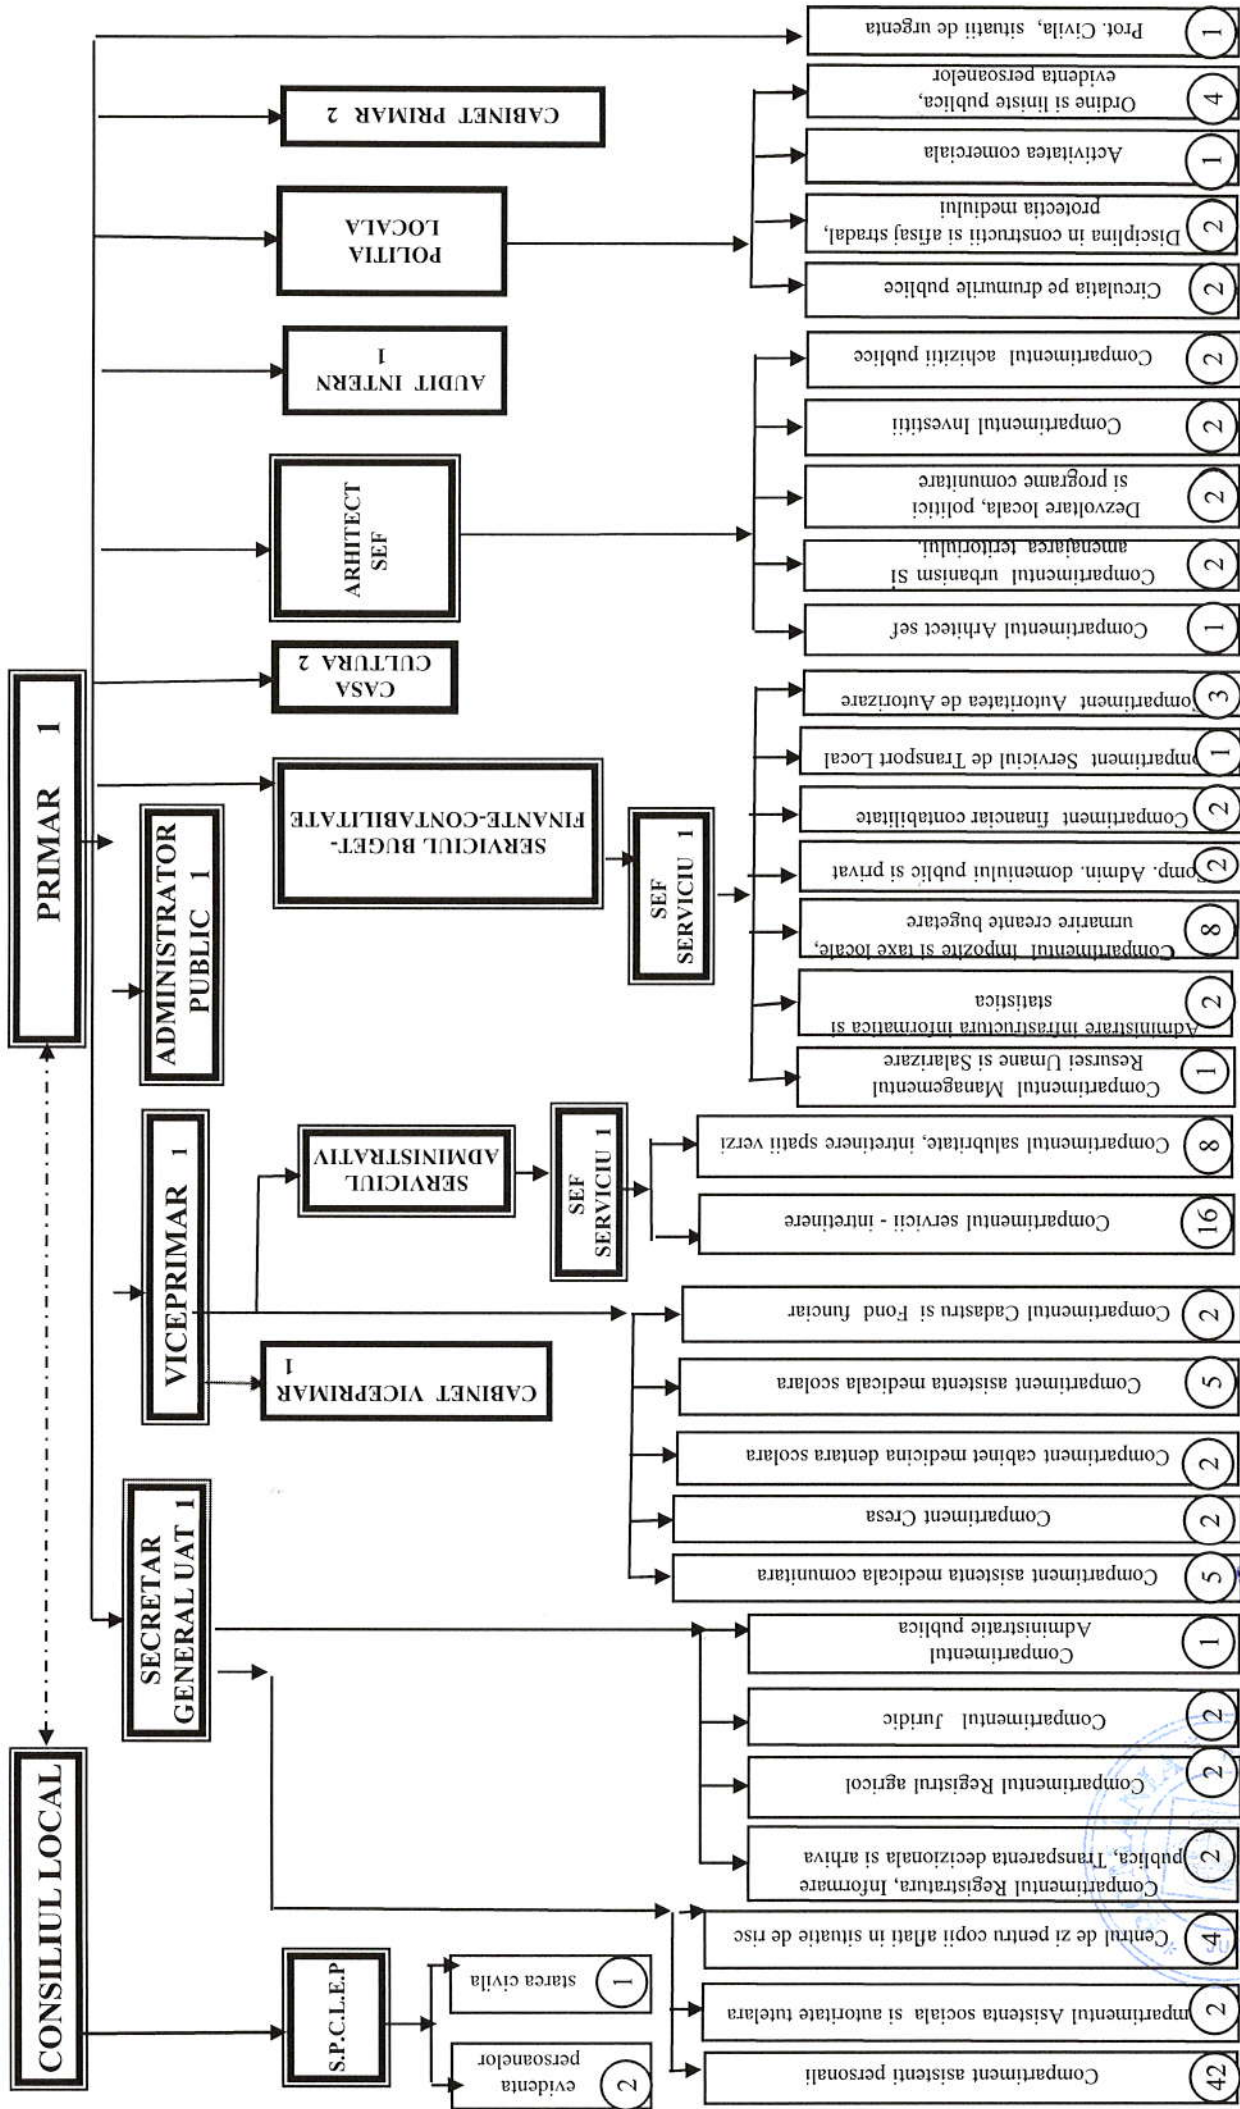 CONSILIUL LOCAL
PRIMAR 1
SECRETAR
GENERAL UAT 1
VICEPRIMAR 1
ADMINISTRATOR
PUBLIC 1
S.P.C.L.E.P
CABINET VICEPRIMAR
1
SERVICIUL
ADMINISTRATIV
SERVICIUL BUGET-
FINANTE-CONTABILITATE
CASA
CULTURA 2
ARHITECT
SEF
AUDIT INTERN
1
POLITIA
LOCALA
CABINET PRIMAR 2
SEF
SERVICIU 1
SEF
SERVICIU 1
evidenta
persoanelor
2
starea civila
1
Compartiment asistenti personali
42
mpartimentul Asistenta sociala si autoritate tutelara
2
Centrul de zi pentru copii aflati in situatie de risc
4
Compartimentul Registratura, Informare
publica, Transparenta decizionala si arhiva
2
Compartimentul Registrul agricol
2
Compartimentul Juridic
2
Compartimentul
Administratie publica
1
Compartiment asistenta medicala comunitara
5
Compartiment Cresa
2
Compartiment cabinet medicina dentara scolara
2
Compartiment asistenta medicala scolara
5
Compartimentul Cadastru si Fond funciar
2
Compartimentul servicii - intretinere
16
Compartimentul salubritate, intretinere spatii verzi
8
Compartimentul Managementul
Resursei Umane si Salarizare
1
Administrare infrastructura informatica si
statistica
2
Compartimentul Impozite si taxe locale,
urmarire creante bugetare
8
Comp. Admin. domeniului public si privat
2
Compartiment financiar contabilitate
2
ompartiment Serviciul de Transport Local
1
Compartiment Autoritatea de Autorizare
3
Compartimentul Arhitect sef
1
Compartimentul urbanism SI
amenajarea teritoriului.
2
Dezvoltare locala, politici
si programe comunitare
2
Compartimentul Investitii
2
Compartimentul achizitii publice
2
Circulatia pe drumurile publice
2
Disciplina in constructii si afisaj stradal,
protectia mediului
2
Activitatea comerciala
1
Ordine si liniste publica,
evidenta persoanelor
4
Prot. Civila, situatii de urgenta
1